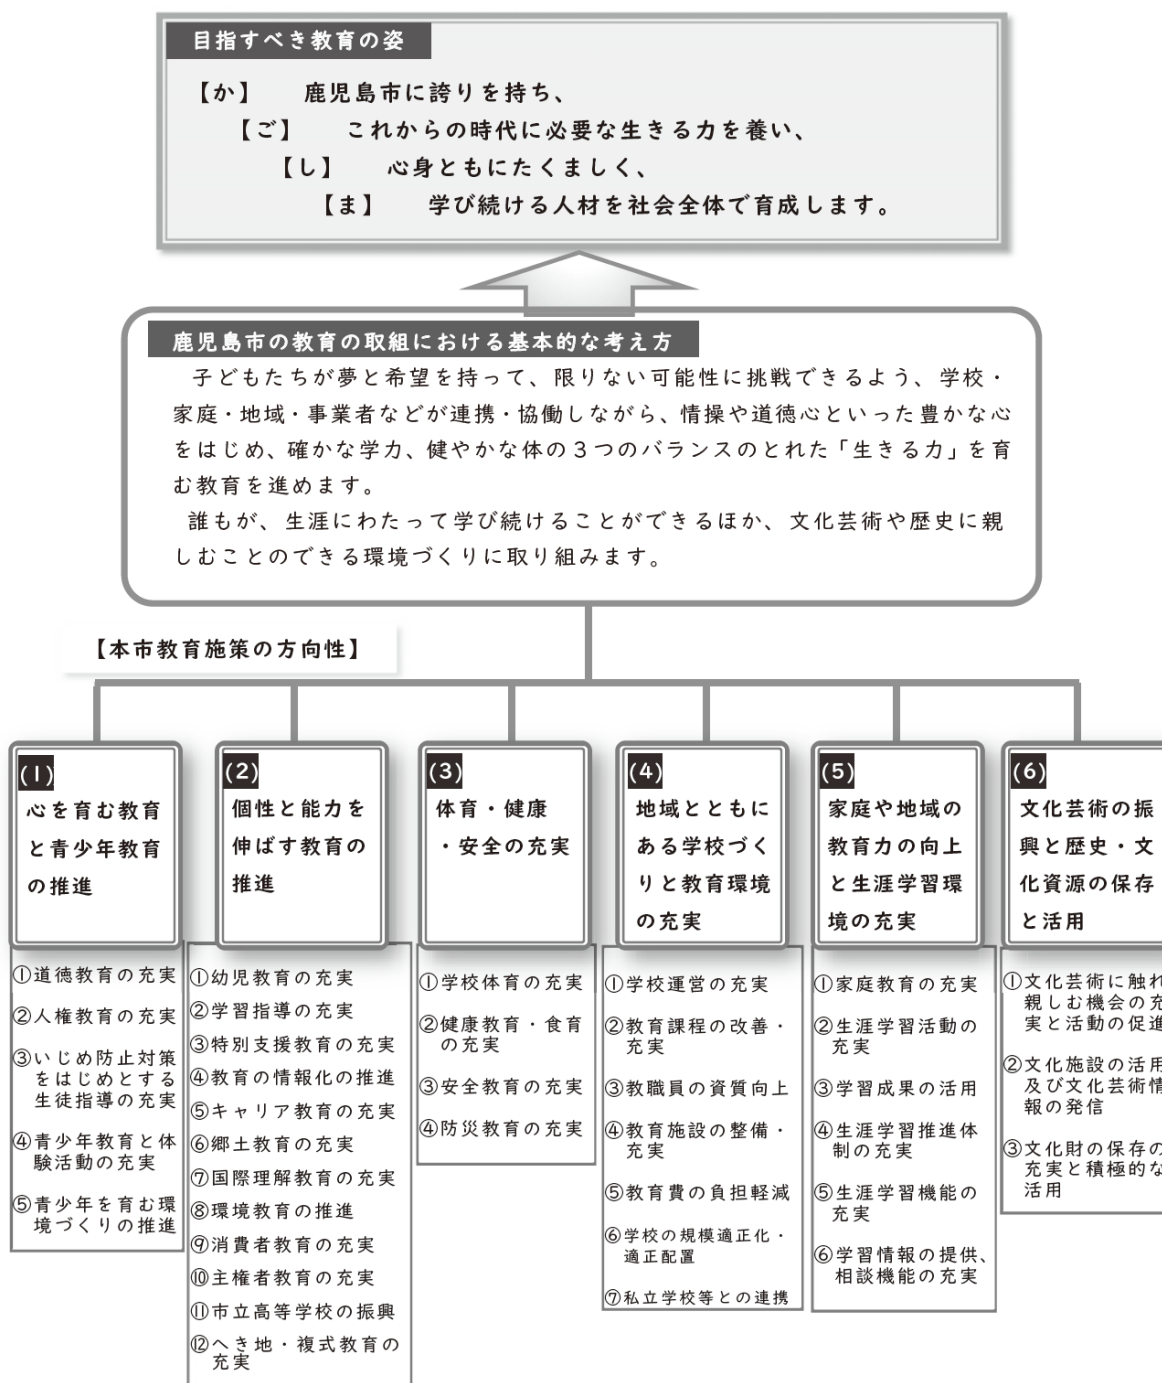 目指すべき教育の姿
【か】 鹿児島市に誇りを持ち、
【ご】 これからの時代に必要な生きる力を養い、
【し】 心身ともにたくましく、
【ま】 学び続ける人材を社会全体で育成します。
鹿児島市の教育の取組における基本的な考え方
子どもたちが夢と希望を持って、限りない可能性に挑戦できるよう、学校・
家庭・地域・事業者などが連携・協働しながら、情操や道徳心といった豊かな心
をはじめ、確かな学力、健やかな体の３つのバランスのとれた「生きる力」を育
む教育を進めます。
誰もが、生涯にわたって学び続けることができるほか、文化芸術や歴史に親
しむことのできる環境づくりに取り組みます。
【本市教育施策の方向性】
(1)
心を育む教育
と青少年教育
の推進
①道徳教育の充実
②人権教育の充実
③いじめ防止対策
をはじめとする
生徒指導の充実
④青少年教育と体
験活動の充実
⑤青少年を育む環
境づくりの推進
(2)
個性と能力を
伸ばす教育の
推進
①幼児教育の充実
②学習指導の充実
③特別支援教育の充実
④教育の情報化の推進
⑤キャリア教育の充実
⑥郷土教育の充実
⑦国際理解教育の充実
⑧環境教育の推進
⑨消費者教育の充実
⑩主権者教育の充実
⑪市立高等学校の振興
⑫へき地・複式教育の
充実
(3)
体育・健康
・安全の充実
①学校体育の充実
②健康教育・食育
の充実
③安全教育の充実
④防災教育の充実
(4)
地域とともに
ある学校づく
りと教育環境
の充実
①学校運営の充実
②教育課程の改善・
充実
③教職員の資質向上
④教育施設の整備・
充実
⑤教育費の負担軽減
⑥学校の規模適正化・
適正配置
⑦私立学校等との連携
(5)
家庭や地域の
教育力の向上
と生涯学習環
境の充実
①家庭教育の充実
②生涯学習活動の
充実
③学習成果の活用
④生涯学習推進体
制の充実
⑤生涯学習機能の
充実
⑥学習情報の提供、
相談機能の充実
(6)
文化芸術の振
興と歴史・文
化資源の保存
と活用
①文化芸術に触れ
親しむ機会の充
実と活動の促進
②文化施設の活用
及び文化芸術情
報の発信
③文化財の保存の
充実と積極的な
活用